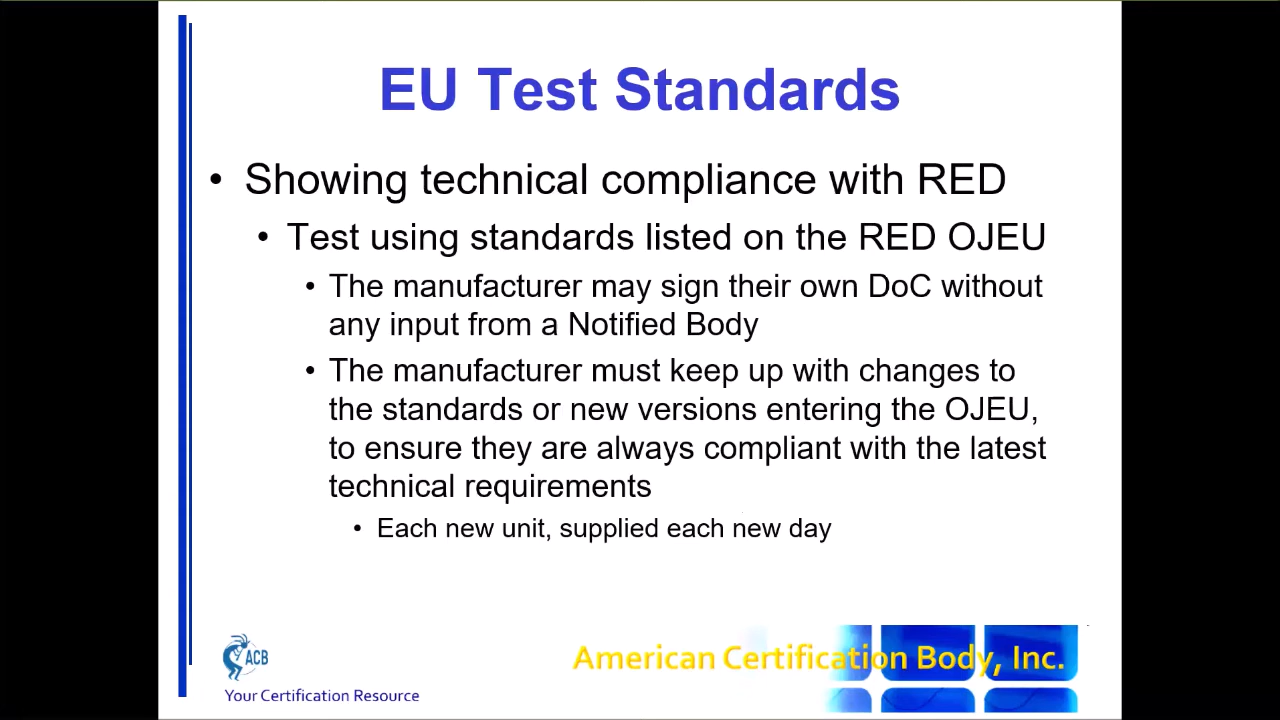 EU Test Standards
• Showing technical compliance with RED
• Test using standards listed on the RED OJEU
• The manufacturer may sign their own DoC without
any input from a Notified Body
• The manufacturer must keep up with changes to
the standards or new versions entering the OJEU,
to ensure they are always compliant with the latest
technical requirements
• Each new unit, supplied each new day
ACB
Your Certification Resource
American Certification Body, Inc.